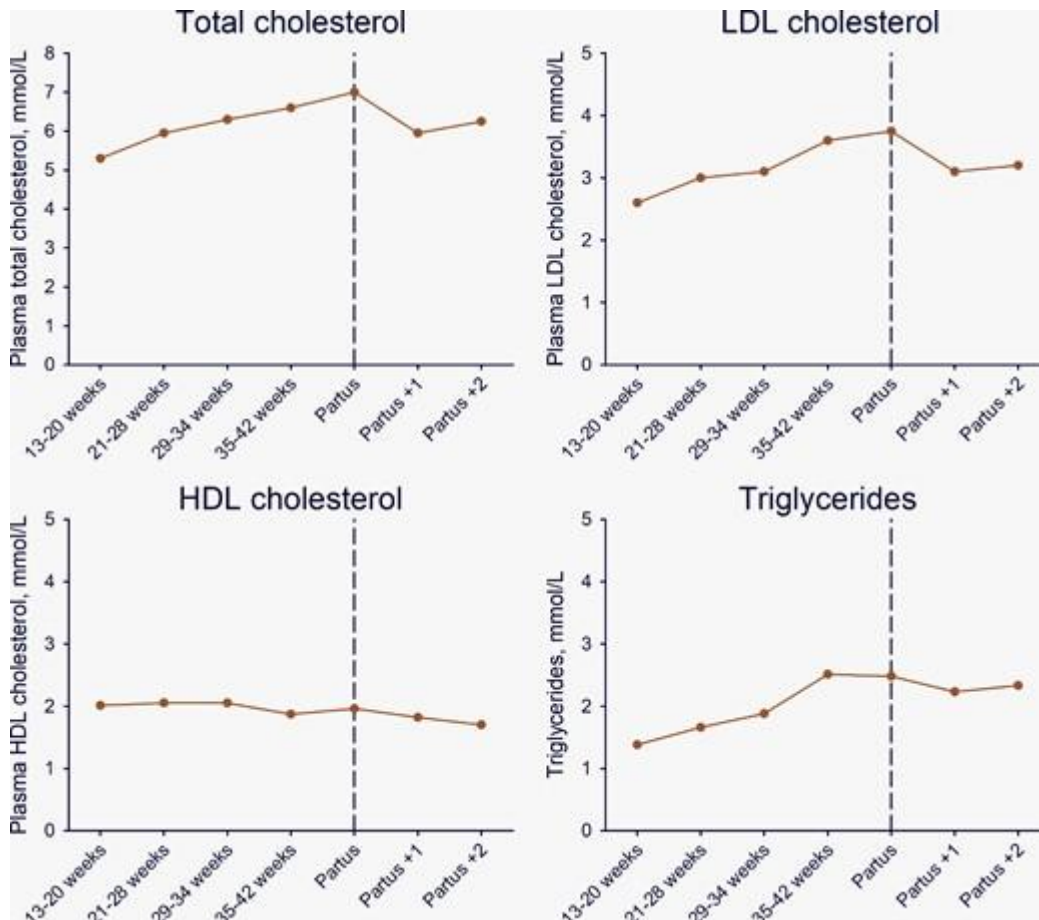 Total cholesterol
Plasma total cholesterol, mmol/L
8
7
6
5
4
3
2
1
0
13-20 weeks
21-28 weeks
29-34 weeks
35-42 weeks
Partus
Partus +1
Partus +2
LDL cholesterol
Plasma LDL cholesterol, mmol/L
5
4
3
2
1
0
13-20 weeks
21-28 weeks
29-34 weeks
35-42 weeks
Partus
Partus +1
Partus +2
HDL cholesterol
Plasma HDL cholesterol, mmol/L
5
4
3
2
1
0
13-20 weeks
21-28 weeks
29-34 weeks
35-42 weeks
Partus
Partus +1
Partus +2
Triglycerides
Triglycerides, mmol/L
5
4
3
2
1
0
13-20 weeks
21-28 weeks
29-34 weeks
35-42 weeks
Partus
Partus +1
Partus +2